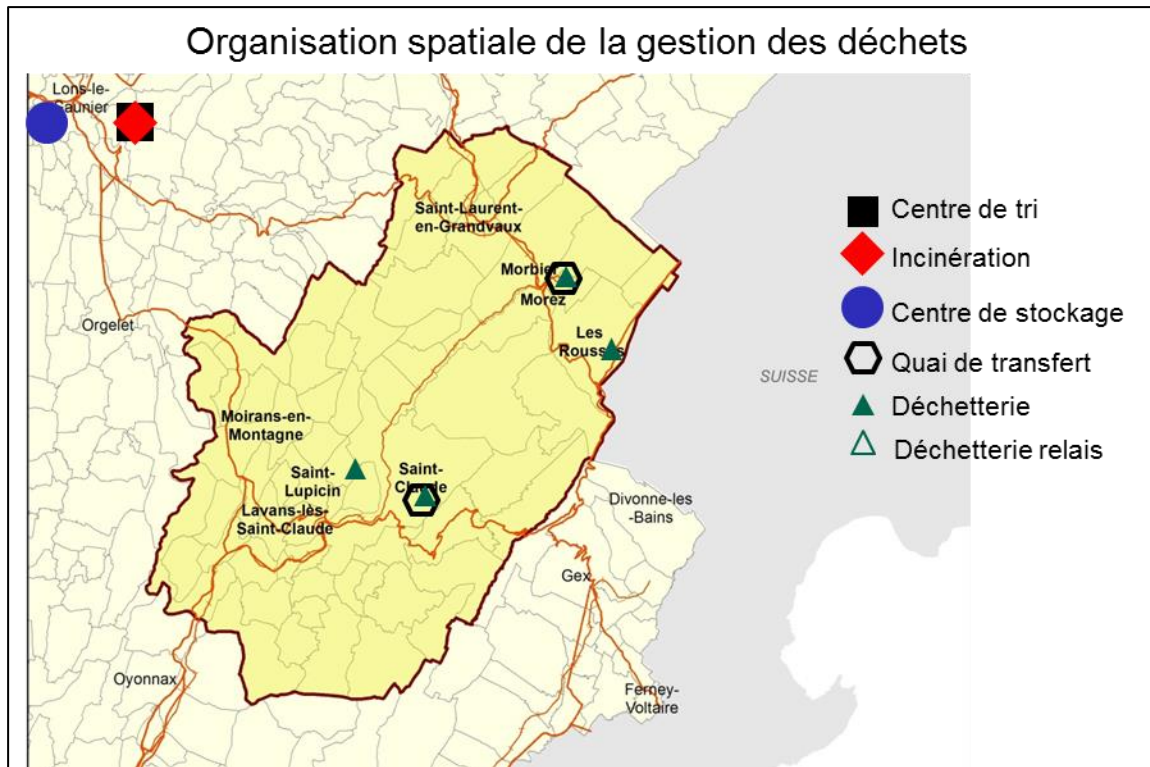 Organisation spatiale de la gestion des déchets
Lons-le-
Saunier
Saint-Laurent-
en-Grandvaux
Morbier
Morez
Orgelet
Les
Rousses
SUISSE
Moirans-en-
Montagne
Saint-
Lupicin
Lavans-lès-
Saint-Claude
Saint-
Claude
Divonne-les
-Bains
Gex
Oyonnax
Ferney-
Voltaire
Centre de tri
Incinération
Centre de stockage
Quai de transfert
Déchetterie
Déchetterie relais